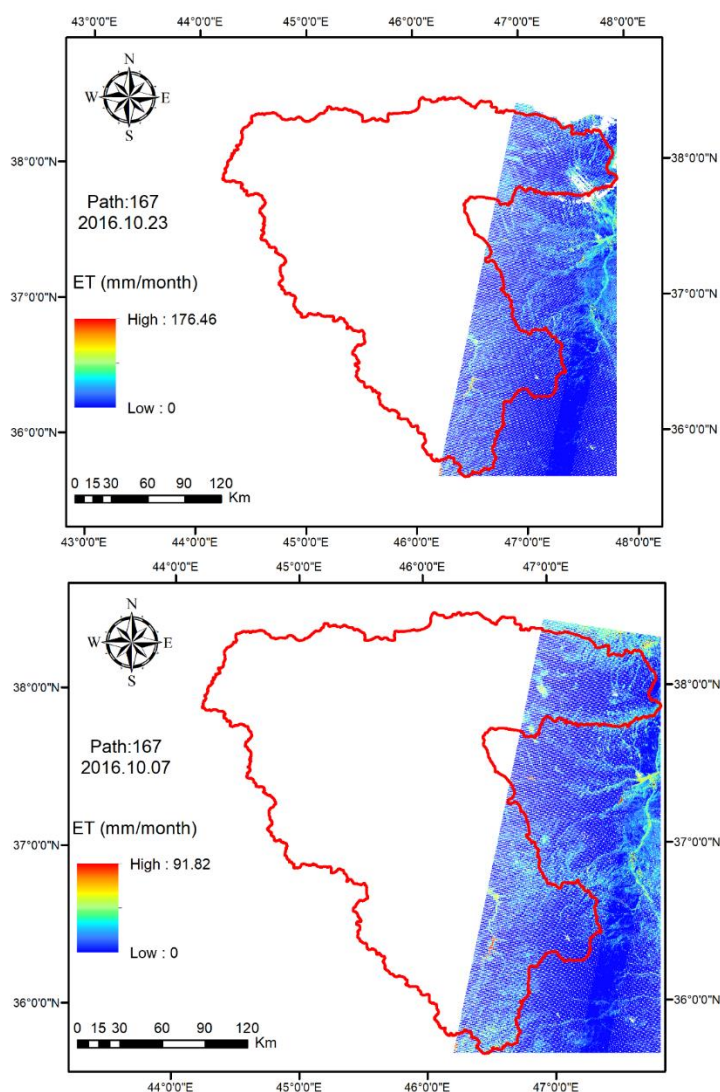 43°0'0"E 44°0'0"E 45°0'0"E 46°0'0"E 47°0'0"E 48°0'0"E
N
W E
S
38°0'0"N 38°0'0"N
Path:167
2016.10.23
ET (mm/month)
37°0'0"N 37°0'0"N
High : 176.46
Low : 0
36°0'0"N 36°0'0"N
0 15 30 60 90 120
Km
43°0'0"E 44°0'0"E 45°0'0"E 46°0'0"E 47°0'0"E 48°0'0"E
44°0'0"E 45°0'0"E 46°0'0"E 47°0'0"E
N
W E
S
38°0'0"N 38°0'0"N
Path:167
2016.10.07
ET (mm/month)
37°0'0"N 37°0'0"N
High : 91.82
Low : 0
36°0'0"N 36°0'0"N
0 15 30 60 90 120
Km
44°0'0"E 45°0'0"E 46°0'0"E 47°0'0"E